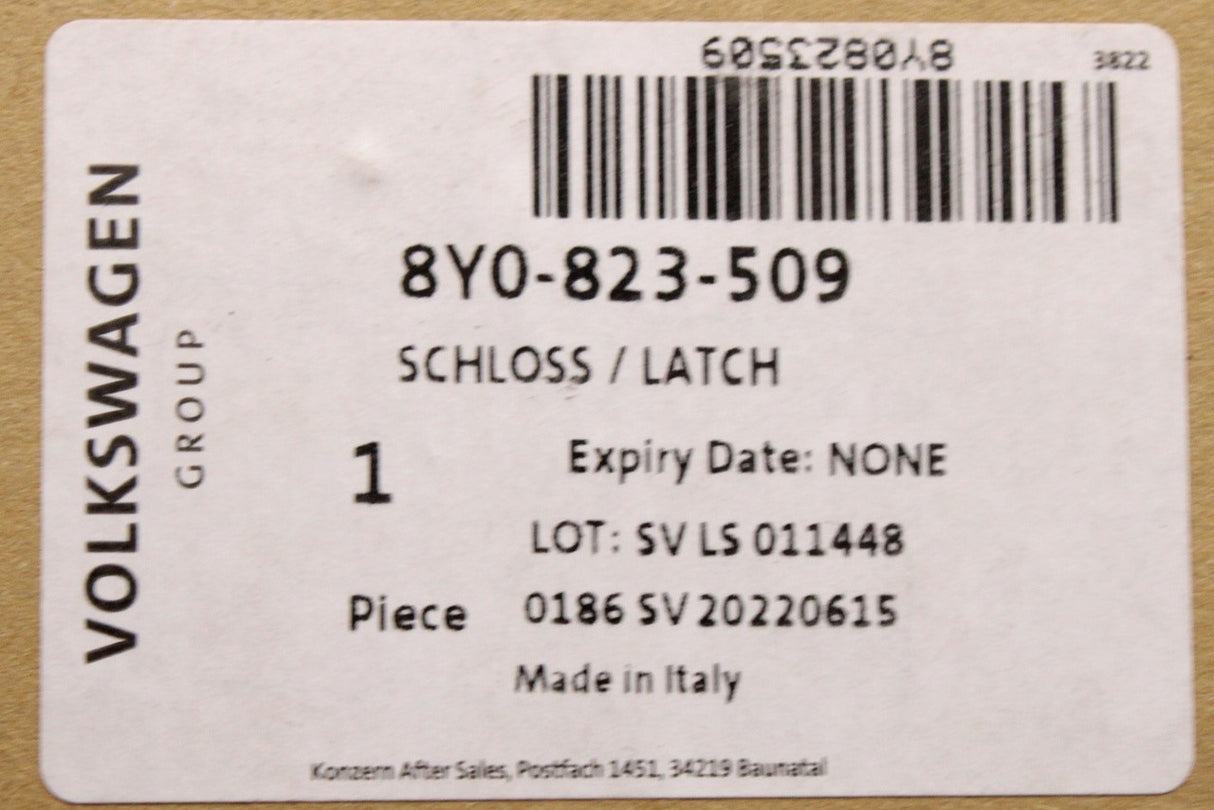 8Y0823509
3822
VOLKSWAGEN
GROUP
8Y0-823-509
SCHLOSS / LATCH
1
Expiry Date: NONE
LOT: SV LS 011448
Piece 0186 SV 20220615
Made in Italy
Konzern After Sales, Postfach 1451, 34219 Baunatal